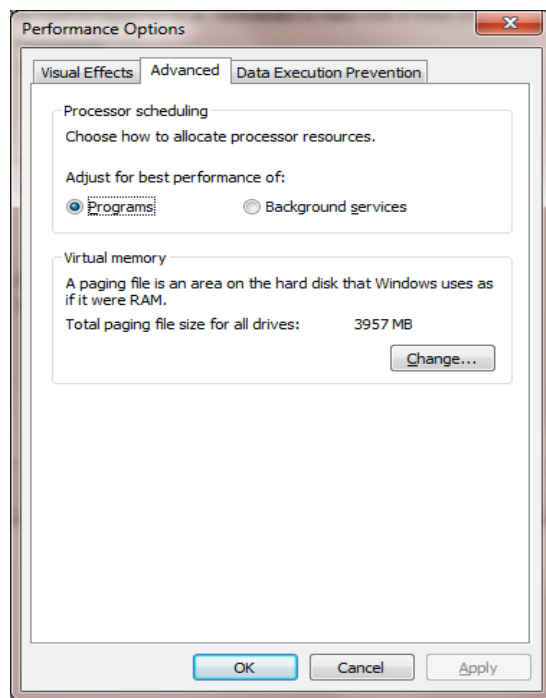 Performance Options
Visual Effects
Advanced
Data Execution Prevention
Processor scheduling
Choose how to allocate processor resources.
Adjust for best performance of:
Programs
Background services
Virtual memory
A paging file is an area on the hard disk that Windows uses as
if it were RAM.
Total paging file size for all drives: 3957 MB
Change...
OK
Cancel
Apply